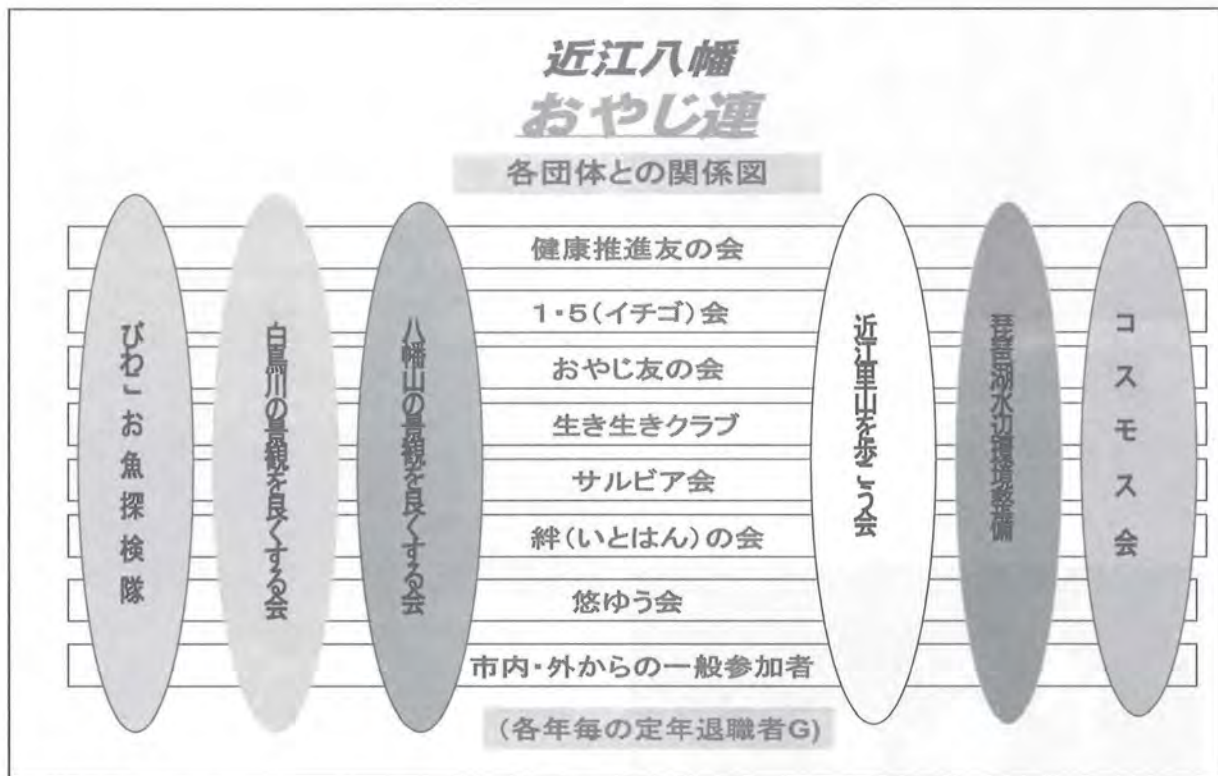 近江八幡
おやじ連
各団体との関係図
健康推進友の会
1・5(イチゴ)会
おやじ友の会
生き生きクラブ
サルビア会
絆(いとはん)の会
悠ゆう会
市内・外からの一般参加者
(各年毎の定年退職者G)
びわこお魚探検隊
白鳥川の景観を良くする会
八幡山の景観を良くする会
近江里山を歩こう会
琵琶湖水辺環境整備
コスモス会